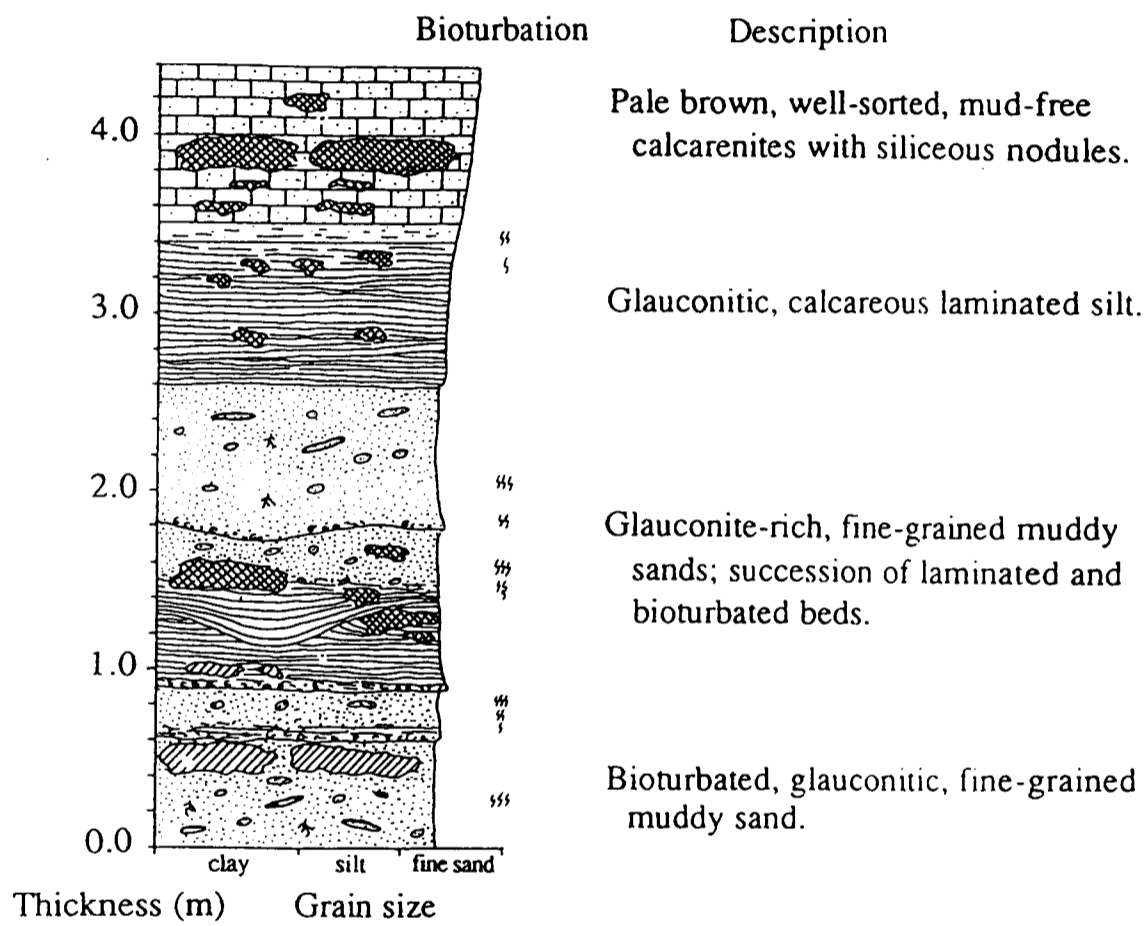 Bioturbation Description
Pale brown, well-sorted, mud-free
calcarenites with siliceous nodules.
4.0
Glauconitic, calcareous laminated silt.
3.0
2.0
Glauconite-rich, fine-grained muddy
sands; succession of laminated and
bioturbated beds.
1.0
Bioturbated, glauconitic, fine-grained
muddy sand.
0.0
clay silt fine sand
Thickness (m) Grain size